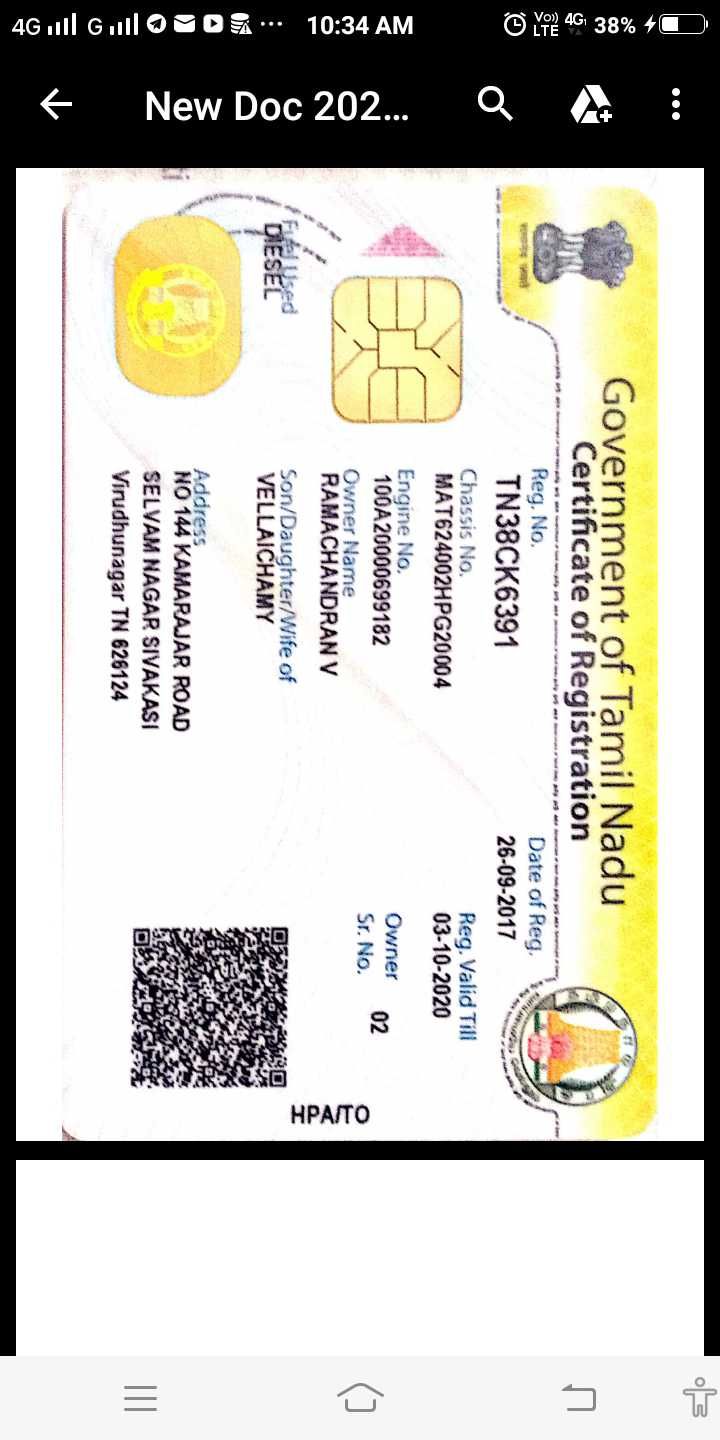 4G G 10:34 AM Vo)) LTE 4G 38%
New Doc 202...
Government of Tamil Nadu
Certificate of Registration
Reg. No.
TN38CK6391
Date of Reg.
26-09-2017
Chassis No.
MAT624002HPG20004
Reg. Valid Till
03-10-2020
Engine No.
100A20000699182
Owner
Sr. No. 02
Owner Name
RAMACHANDRAN V
HPA/TO
Fuel Used
DIESEL
Son/Daughter/Wife of
VELLAICHAMY
Address
NO 144 KAMARAJAR ROAD
SELVAM NAGAR SIVAKASI
Virudhunagar TN 626124